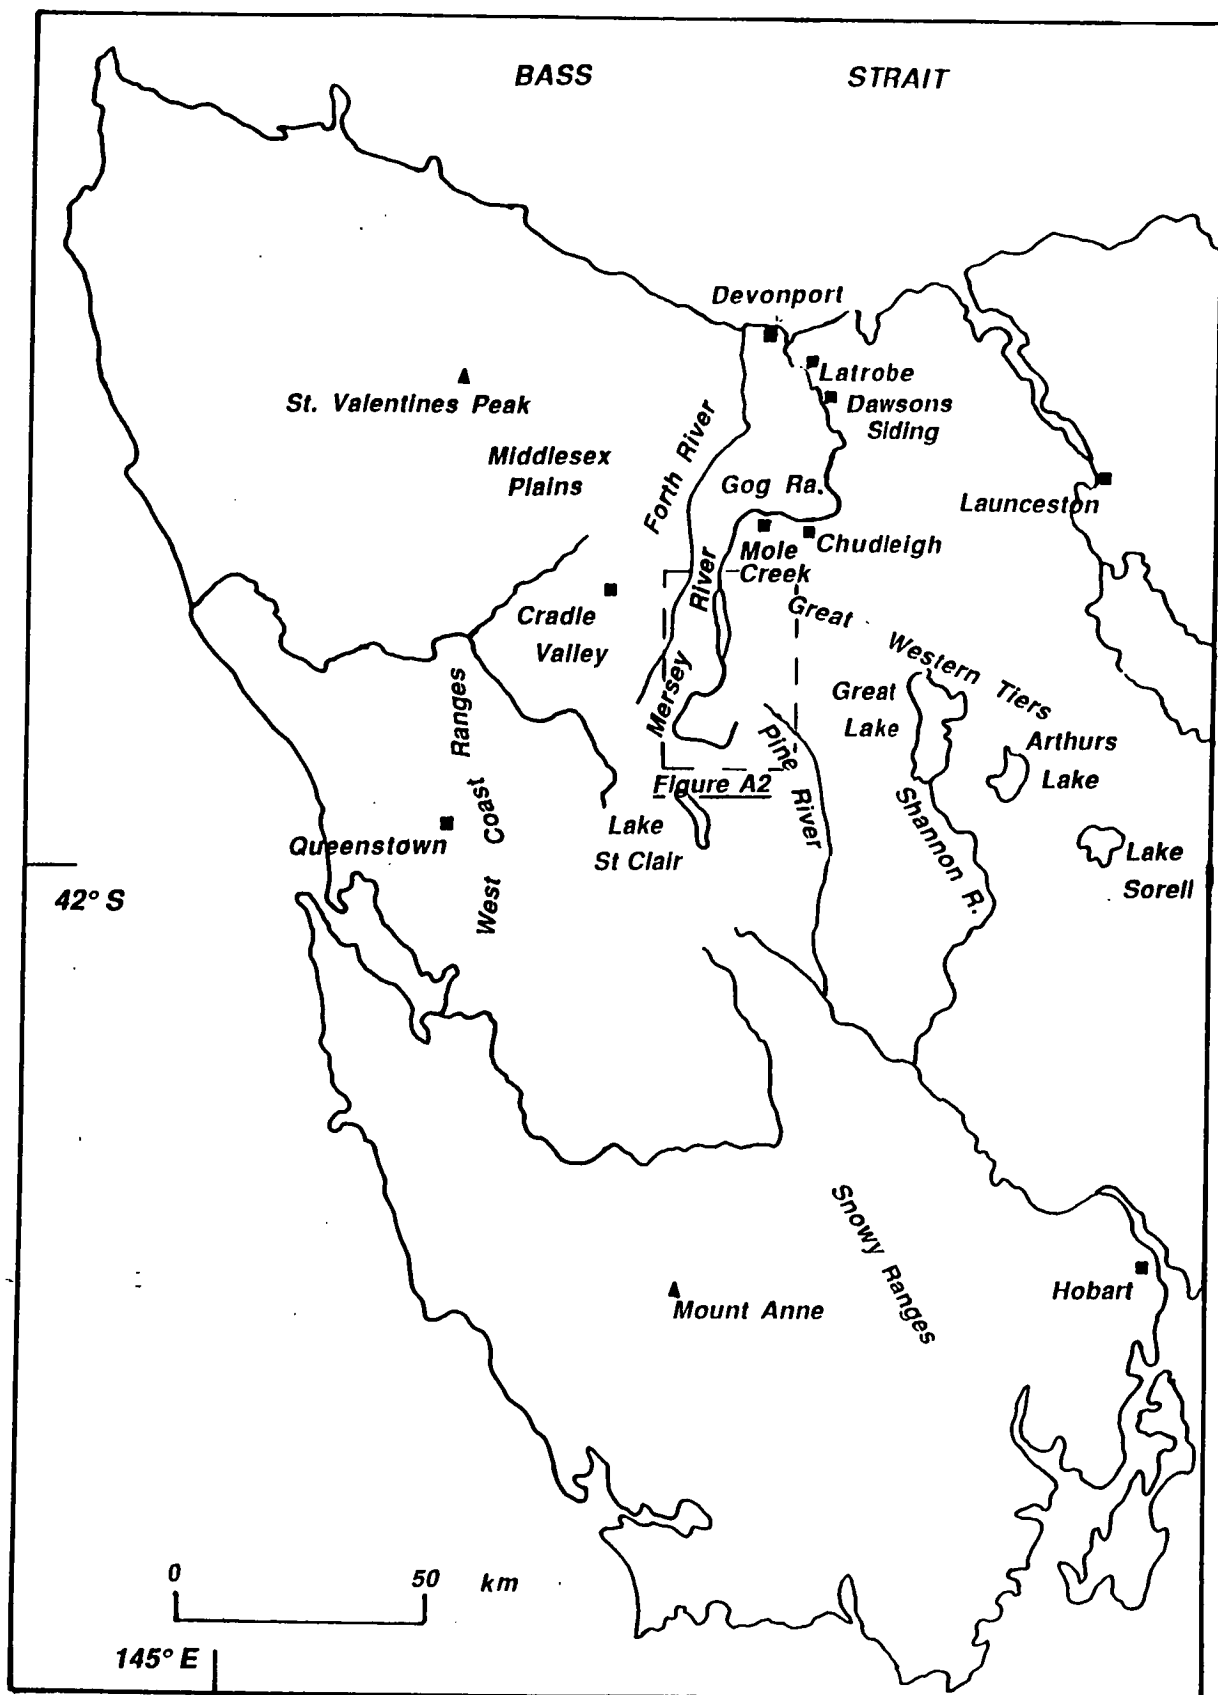 BASS STRAIT
Devonport
Latrobe
Dawsons
Siding
St. Valentines Peak
Middlesex
Plains
Forth River
Gog Ra.
Launceston
Mole
Creek
Chudleigh
Cradle
Valley
Mersey River
Great Western Tiers
Great
Lake
Arthurs
Lake
West Coast Ranges
Pine River
Figure A2
Shannon R.
Queenstown
Lake
St Clair
Lake
Sorell
42° S
Snowy Ranges
Hobart
Mount Anne
0 50 km
145° E